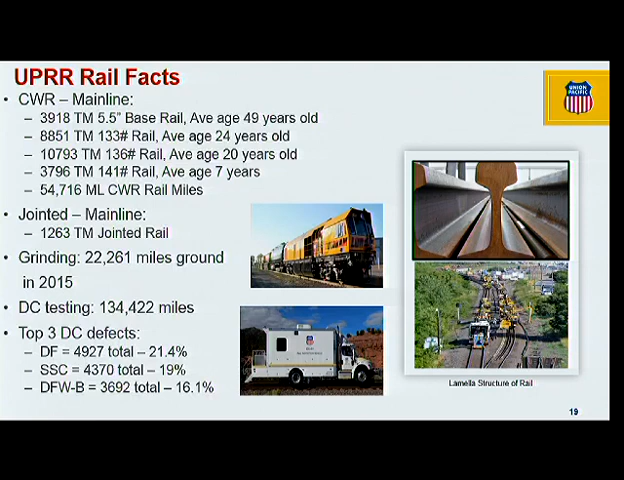 UPRR Rail Facts
UNION
PACIFIC
• CWR – Mainline:
– 3918 TM 5.5" Base Rail, Ave age 49 years old
– 8851 TM 133# Rail, Ave age 24 years old
– 10793 TM 136# Rail, Ave age 20 years old
– 3796 TM 141# Rail, Ave age 7 years
– 54,716 ML CWR Rail Miles
• Jointed – Mainline:
– 1263 TM Jointed Rail
• Grinding: 22,261 miles ground
in 2015
• DC testing: 134,422 miles
• Top 3 DC defects:
– DF = 4927 total – 21.4%
– SSC = 4370 total – 19%
– DFW-B = 3692 total – 16.1%
Lamella Structure of Rail
19